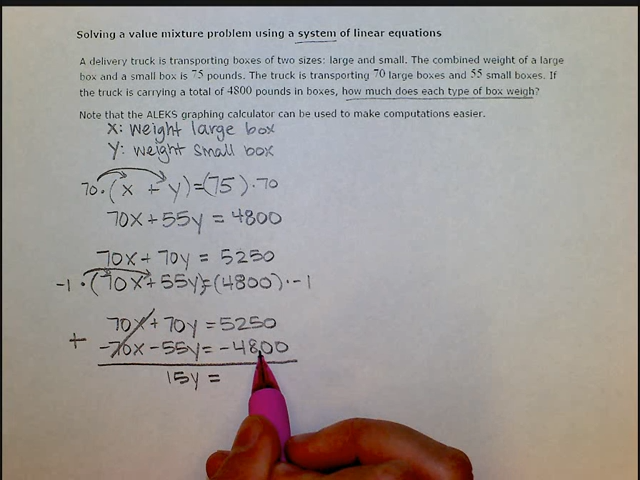 Solving a value mixture problem using a system of linear equations
A delivery truck is transporting boxes of two sizes: large and small. The combined weight of a large
box and a small box is 75 pounds. The truck is transporting 70 large boxes and 55 small boxes. If
the truck is carrying a total of 4800 pounds in boxes, how much does each type of box weigh?
Note that the ALEKS graphing calculator can be used to make computations easier.
X: weight large box
Y: weight small box
70·(x + y)=(75)·70
70x+55y = 4800
70x+70y = 5250
-1·(70x+55y)=(4800)·-1
70x+70y=5250
+ -70x-55y=-4800
15y =